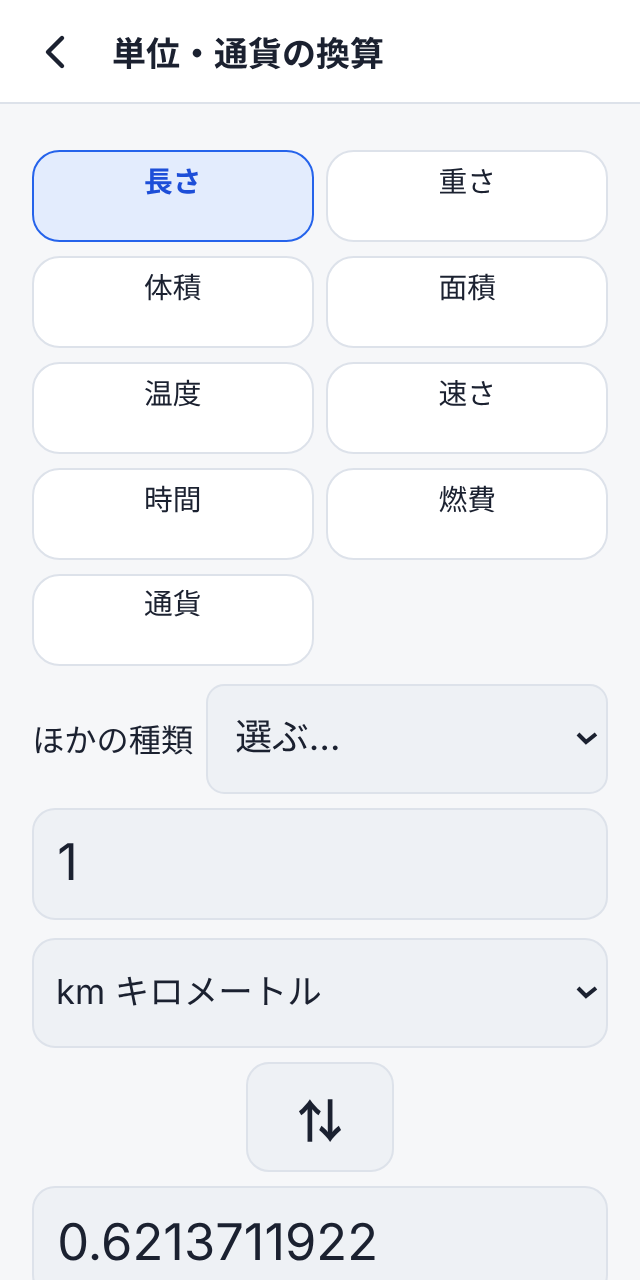 単位・通貨の換算
長さ
重さ
体積
面積
温度
速さ
時間
燃費
通貨
ほかの種類
選ぶ…
1
km キロメートル
0.6213711922